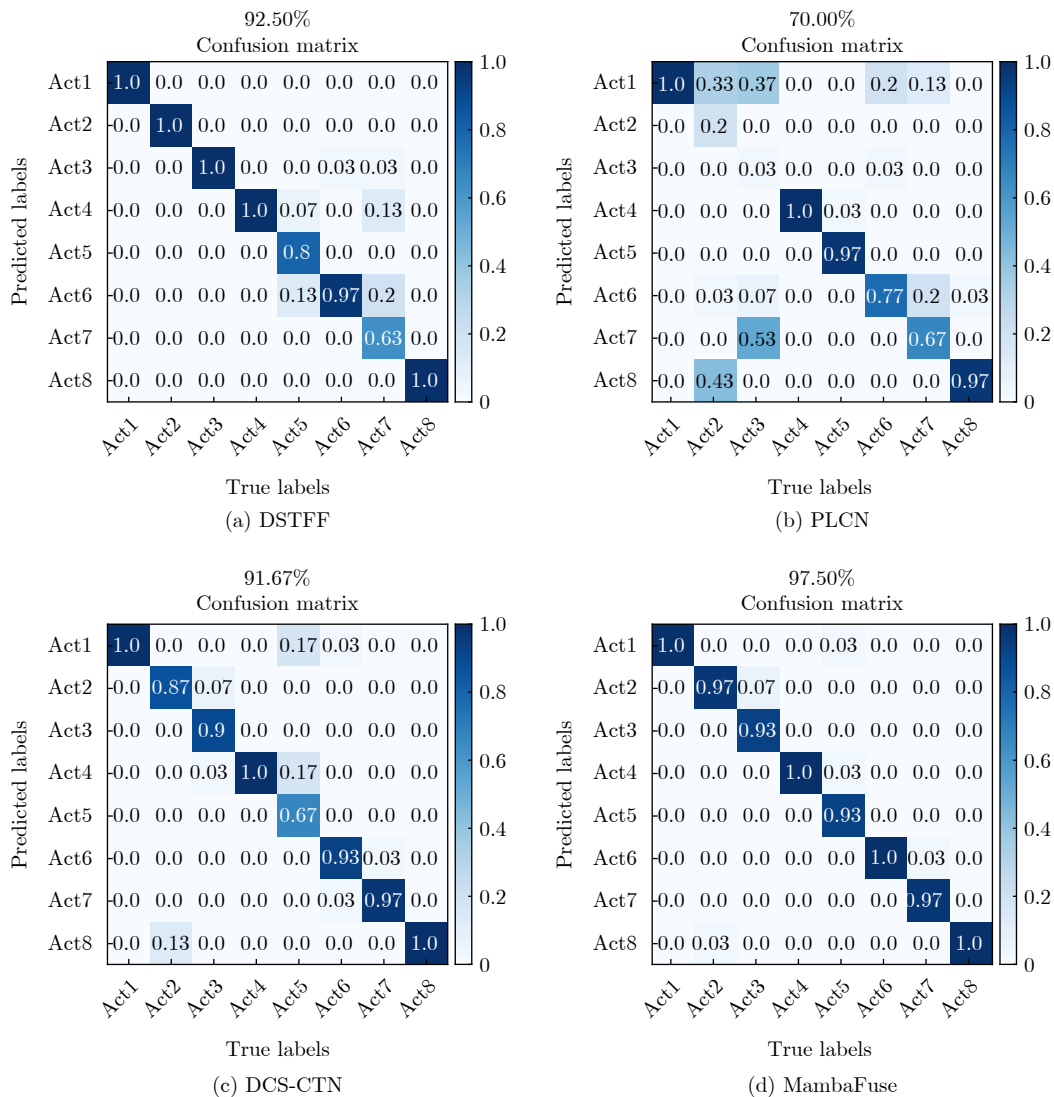 92.50%
Confusion matrix
Act1 1.0 0.0 0.0 0.0 0.0 0.0 0.0 0.0 1.0
Act2 0.0 1.0 0.0 0.0 0.0 0.0 0.0 0.0 0.8
Act3 0.0 0.0 1.0 0.0 0.0 0.03 0.03 0.0
Act4 0.0 0.0 0.0 1.0 0.07 0.0 0.13 0.0 0.6
Act5 0.0 0.0 0.0 0.0 0.8 0.0 0.0 0.0 0.4
Act6 0.0 0.0 0.0 0.0 0.13 0.97 0.2 0.0
Act7 0.0 0.0 0.0 0.0 0.0 0.0 0.63 0.0 0.2
Act8 0.0 0.0 0.0 0.0 0.0 0.0 0.0 1.0 0
Predicted labels
Act1 Act2 Act3 Act4 Act5 Act6 Act7 Act8
True labels
(a) DSTFF
70.00%
Confusion matrix
Act1 1.0 0.33 0.37 0.0 0.0 0.2 0.13 0.0 1.0
Act2 0.0 0.2 0.0 0.0 0.0 0.0 0.0 0.0 0.8
Act3 0.0 0.0 0.03 0.0 0.0 0.03 0.0 0.0
Act4 0.0 0.0 0.0 1.0 0.03 0.0 0.0 0.0 0.6
Act5 0.0 0.0 0.0 0.0 0.97 0.0 0.0 0.0 0.4
Act6 0.0 0.03 0.07 0.0 0.0 0.77 0.2 0.03
Act7 0.0 0.0 0.53 0.0 0.0 0.0 0.67 0.0 0.2
Act8 0.0 0.43 0.0 0.0 0.0 0.0 0.0 0.97 0
Predicted labels
Act1 Act2 Act3 Act4 Act5 Act6 Act7 Act8
True labels
(b) PLCN
91.67%
Confusion matrix
Act1 1.0 0.0 0.0 0.0 0.17 0.03 0.0 0.0 1.0
Act2 0.0 0.87 0.07 0.0 0.0 0.0 0.0 0.0 0.8
Act3 0.0 0.0 0.9 0.0 0.0 0.0 0.0 0.0
Act4 0.0 0.0 0.03 1.0 0.17 0.0 0.0 0.0 0.6
Act5 0.0 0.0 0.0 0.0 0.67 0.0 0.0 0.0 0.4
Act6 0.0 0.0 0.0 0.0 0.0 0.93 0.03 0.0
Act7 0.0 0.0 0.0 0.0 0.0 0.03 0.97 0.0 0.2
Act8 0.0 0.13 0.0 0.0 0.0 0.0 0.0 1.0 0
Predicted labels
Act1 Act2 Act3 Act4 Act5 Act6 Act7 Act8
True labels
(c) DCS-CTN
97.50%
Confusion matrix
Act1 1.0 0.0 0.0 0.0 0.03 0.0 0.0 0.0 1.0
Act2 0.0 0.97 0.07 0.0 0.0 0.0 0.0 0.0 0.8
Act3 0.0 0.0 0.93 0.0 0.0 0.0 0.0 0.0
Act4 0.0 0.0 0.0 1.0 0.03 0.0 0.0 0.0 0.6
Act5 0.0 0.0 0.0 0.0 0.93 0.0 0.0 0.0 0.4
Act6 0.0 0.0 0.0 0.0 0.0 1.0 0.03 0.0
Act7 0.0 0.0 0.0 0.0 0.0 0.0 0.97 0.0 0.2
Act8 0.0 0.03 0.0 0.0 0.0 0.0 0.0 1.0 0
Predicted labels
Act1 Act2 Act3 Act4 Act5 Act6 Act7 Act8
True labels
(d) MambaFuse